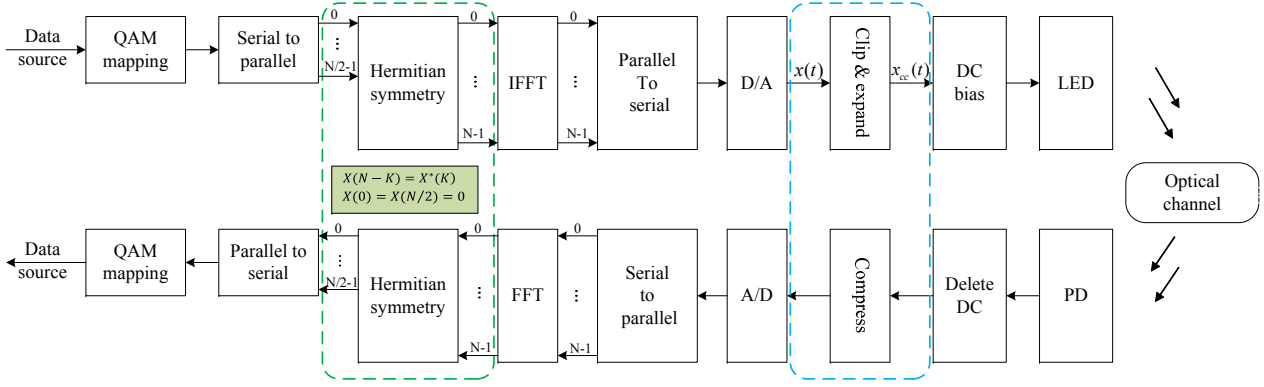 Data
source
QAM
mapping
Serial to
parallel
0
...
N/2-1
Hermitian
symmetry
0
...
N-1
IFFT
0
...
N-1
Parallel
To
serial
D/A
x(t)
Clip & expand
x_cc(t)
DC
bias
LED
X(N − K) = X*(K)
X(0) = X(N/2) = 0
Optical
channel
Data
source
QAM
mapping
Parallel to
serial
0
...
N/2-1
Hermitian
symmetry
0
...
N-1
FFT
0
...
N-1
Serial
to
parallel
A/D
Compress
Delete
DC
PD